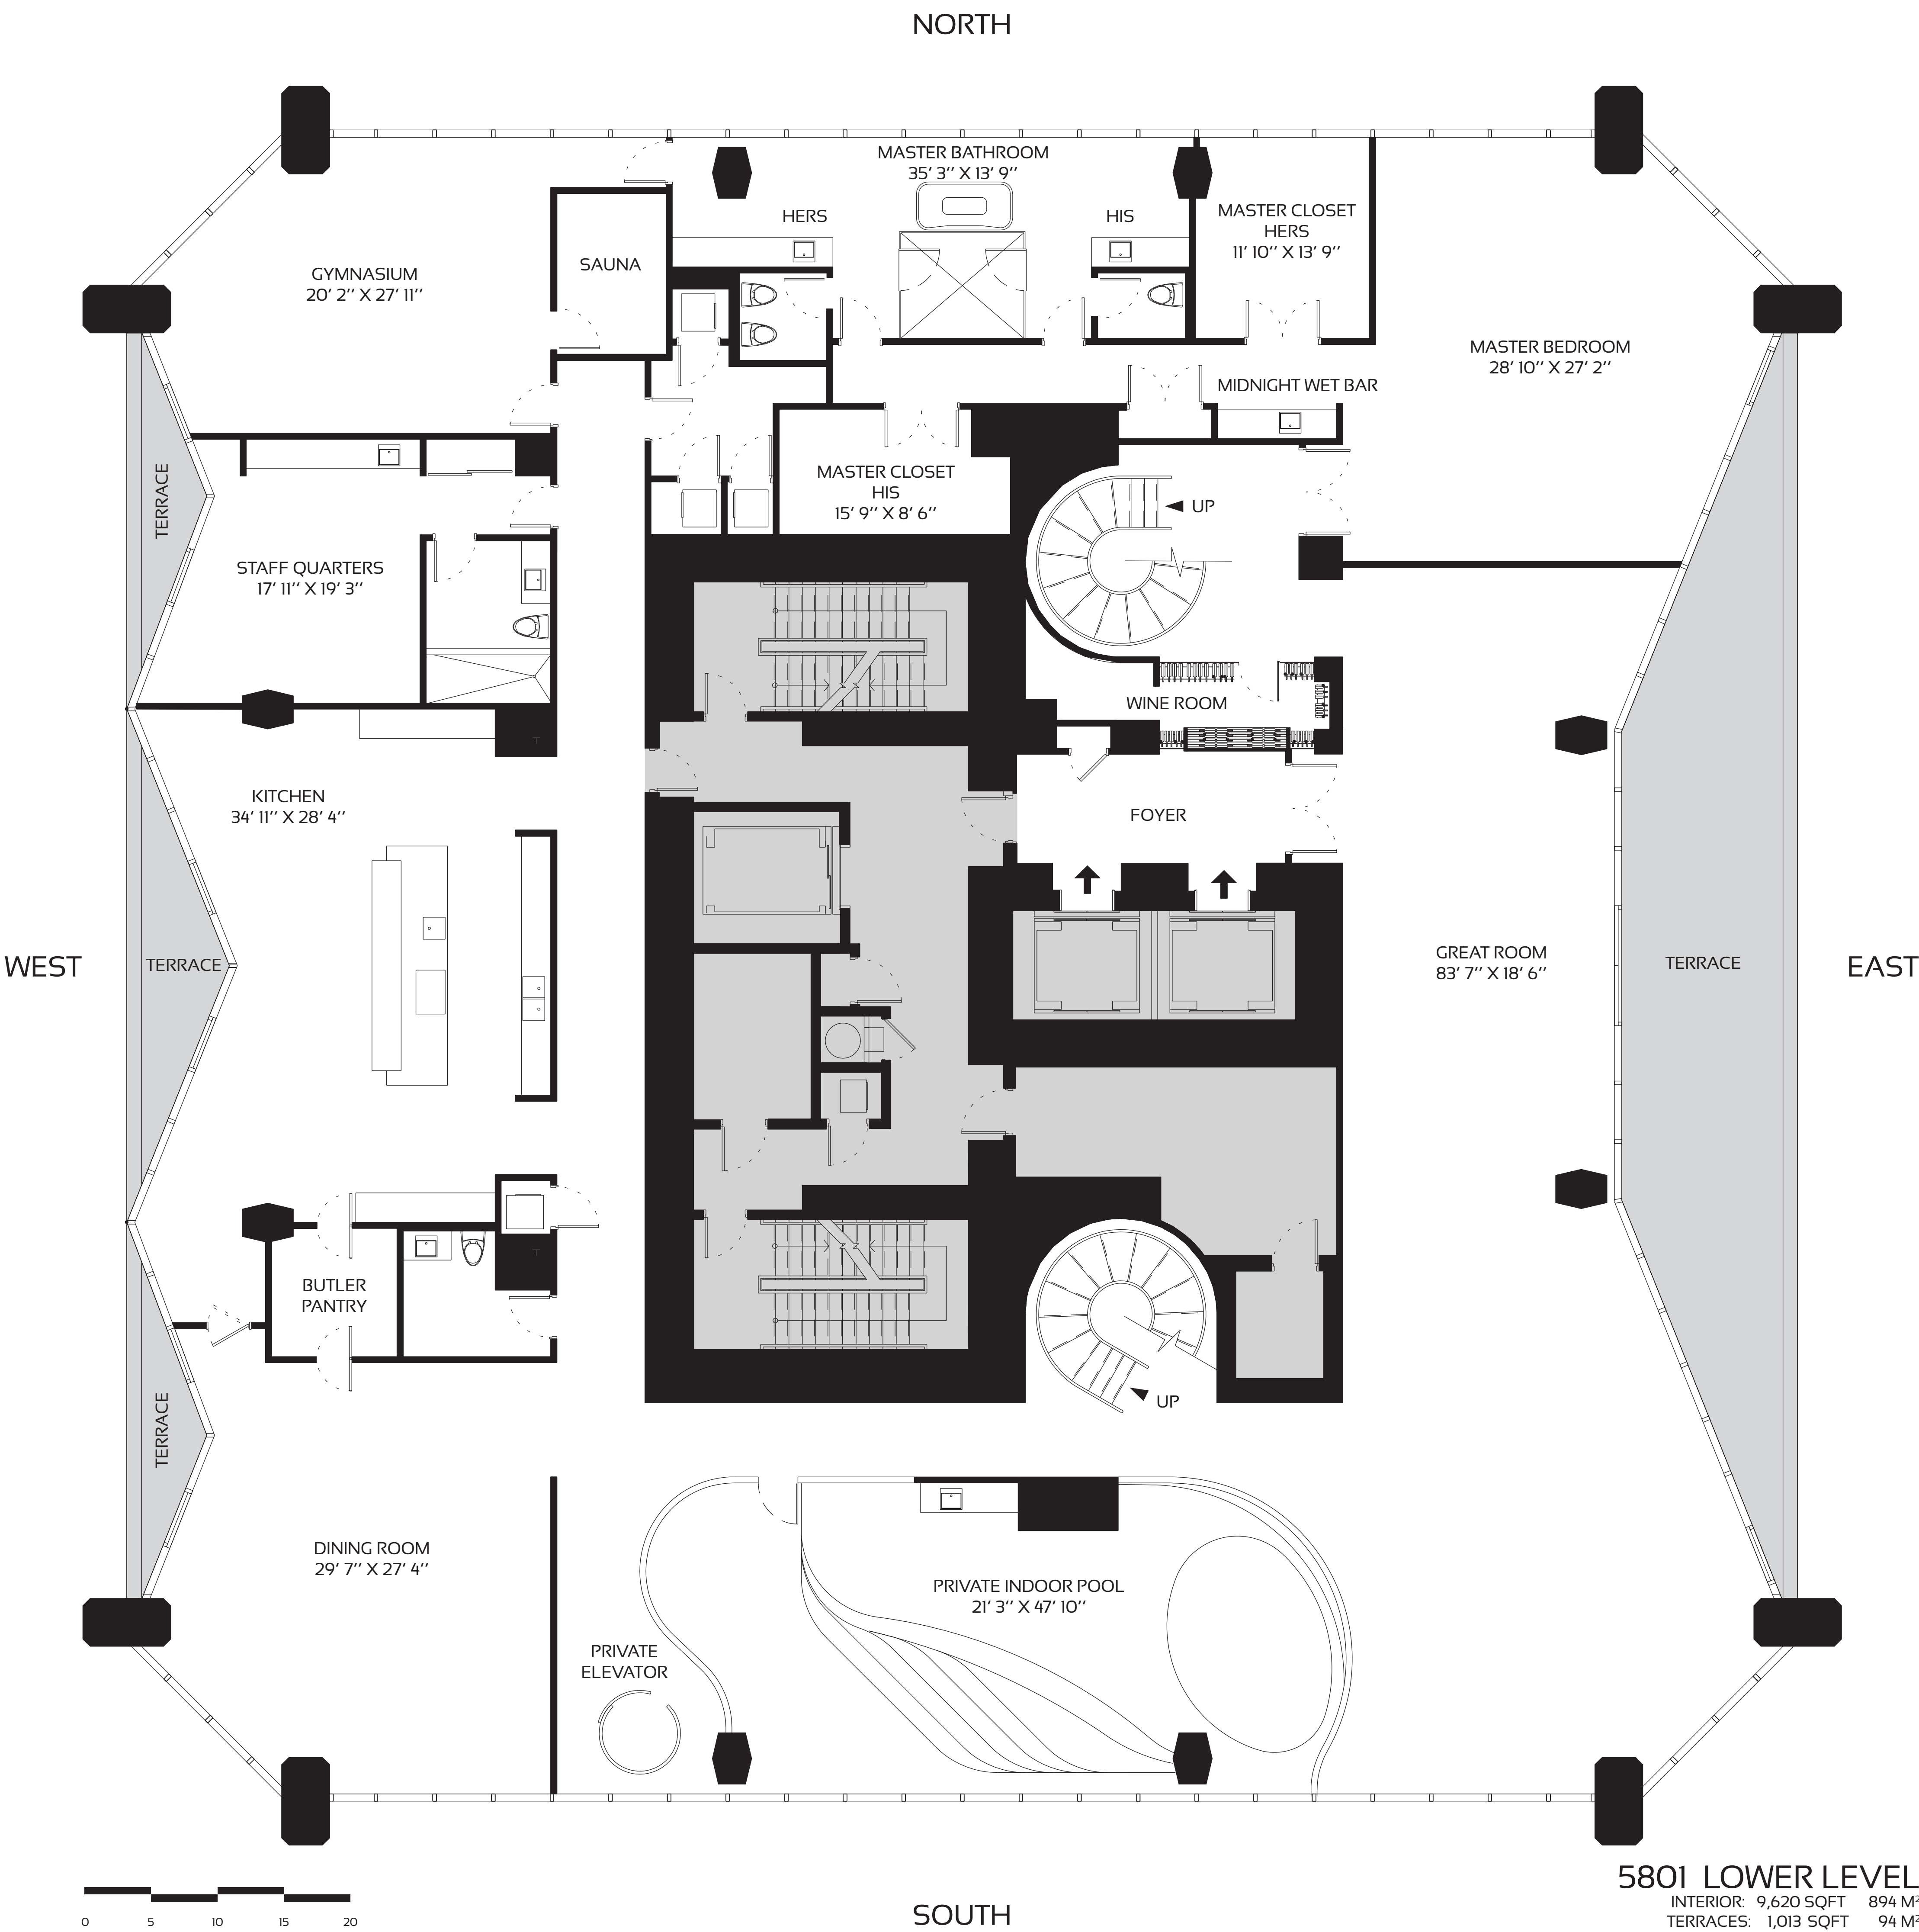 NORTH
MASTER BATHROOM
35’ 3’’ X 13’ 9’’
HERS
HIS
MASTER CLOSET
HERS
11’ 10’’ X 13’ 9’’
SAUNA
GYMNASIUM
20’ 2’’ X 27’ 11’’
MASTER BEDROOM
28’ 10’’ X 27’ 2’’
MIDNIGHT WET BAR
MASTER CLOSET
HIS
15’ 9’’ X 8’ 6’’
TERRACE
UP
STAFF QUARTERS
17’ 11’’ X 19’ 3’’
WINE ROOM
KITCHEN
34’ 11’’ X 28’ 4’’
FOYER
WEST
TERRACE
GREAT ROOM
83’ 7’’ X 18’ 6’’
TERRACE
EAST
BUTLER
PANTRY
TERRACE
UP
DINING ROOM
29’ 7’’ X 27’ 4’’
PRIVATE INDOOR POOL
21’ 3’’ X 47’ 10’’
PRIVATE
ELEVATOR
5801 LOWER LEVEL
INTERIOR: 9,620 SQFT 894 M²
TERRACES: 1,013 SQFT 94 M²
0 5 10 15 20
SOUTH